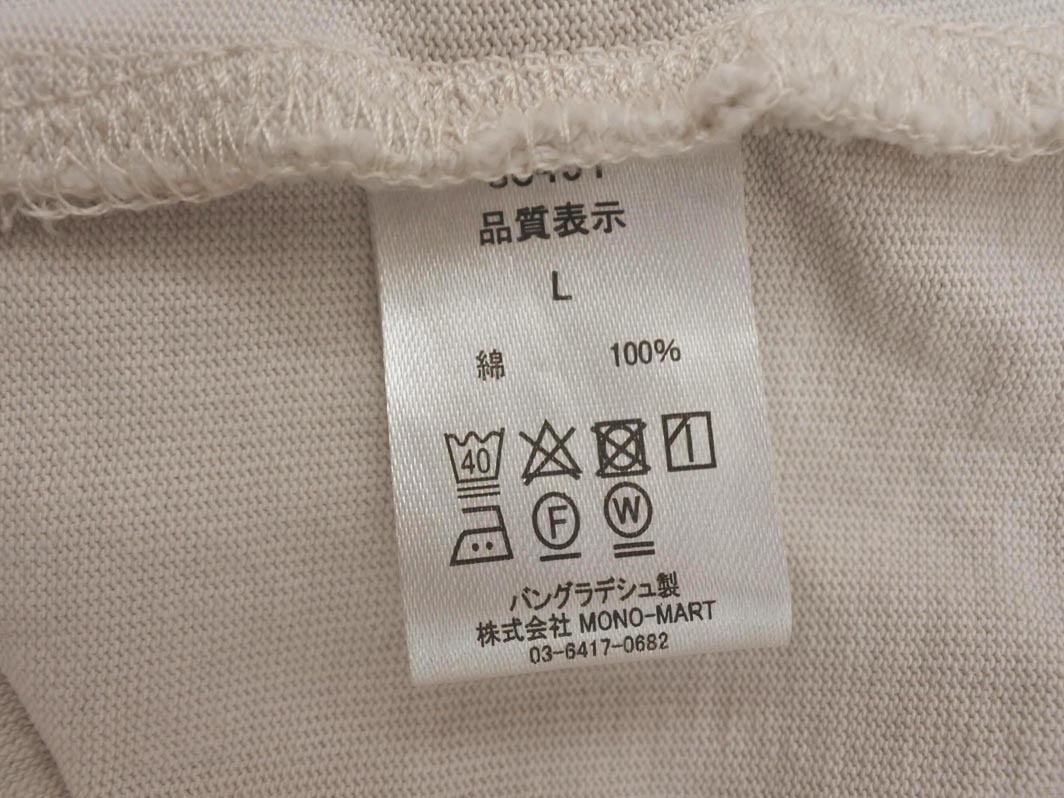 品質表示
L
綿 100%
40
F W
バングラデシュ製
株式会社 MONO-MART
03-6417-0682